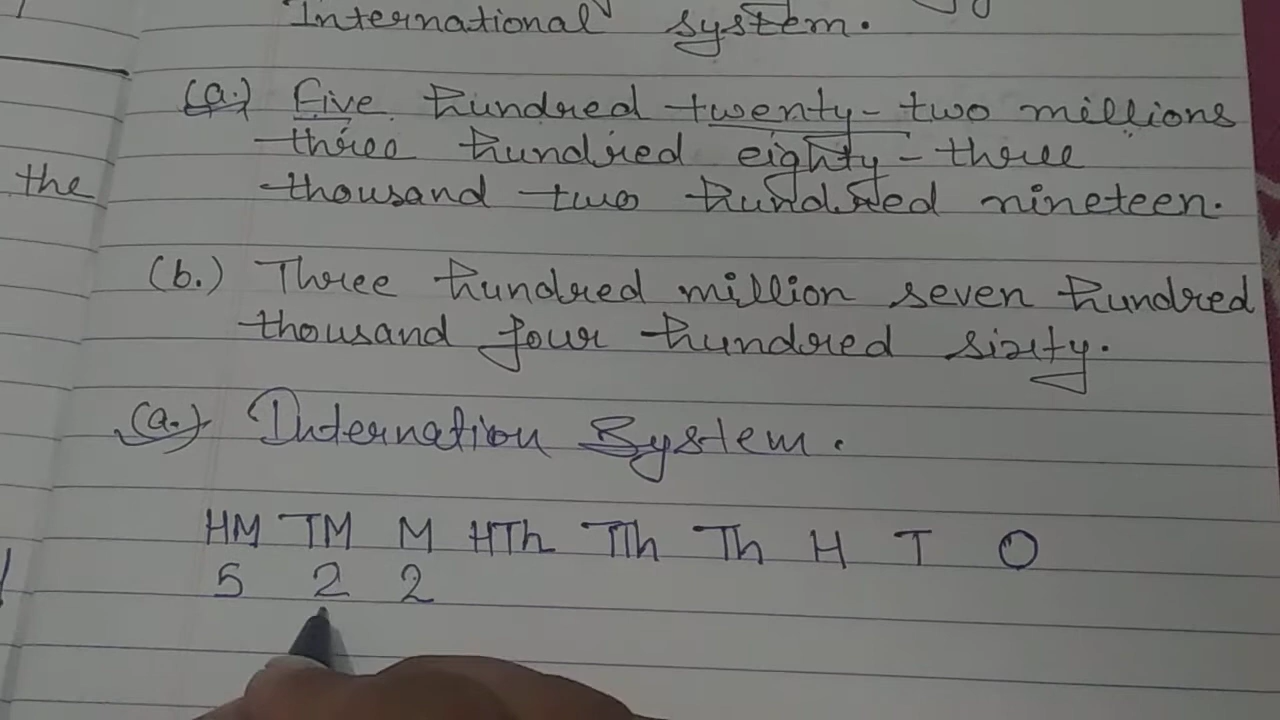 International system.
(a.) Five hundred twenty-two millions
three hundred eighty-three
the
thousand two hundred nineteen.
(b.) Three hundred million seven hundred
thousand four hundred sixty.
(a.) Internation System.
HM TM M HTh TTh Th H T O
5 2 2